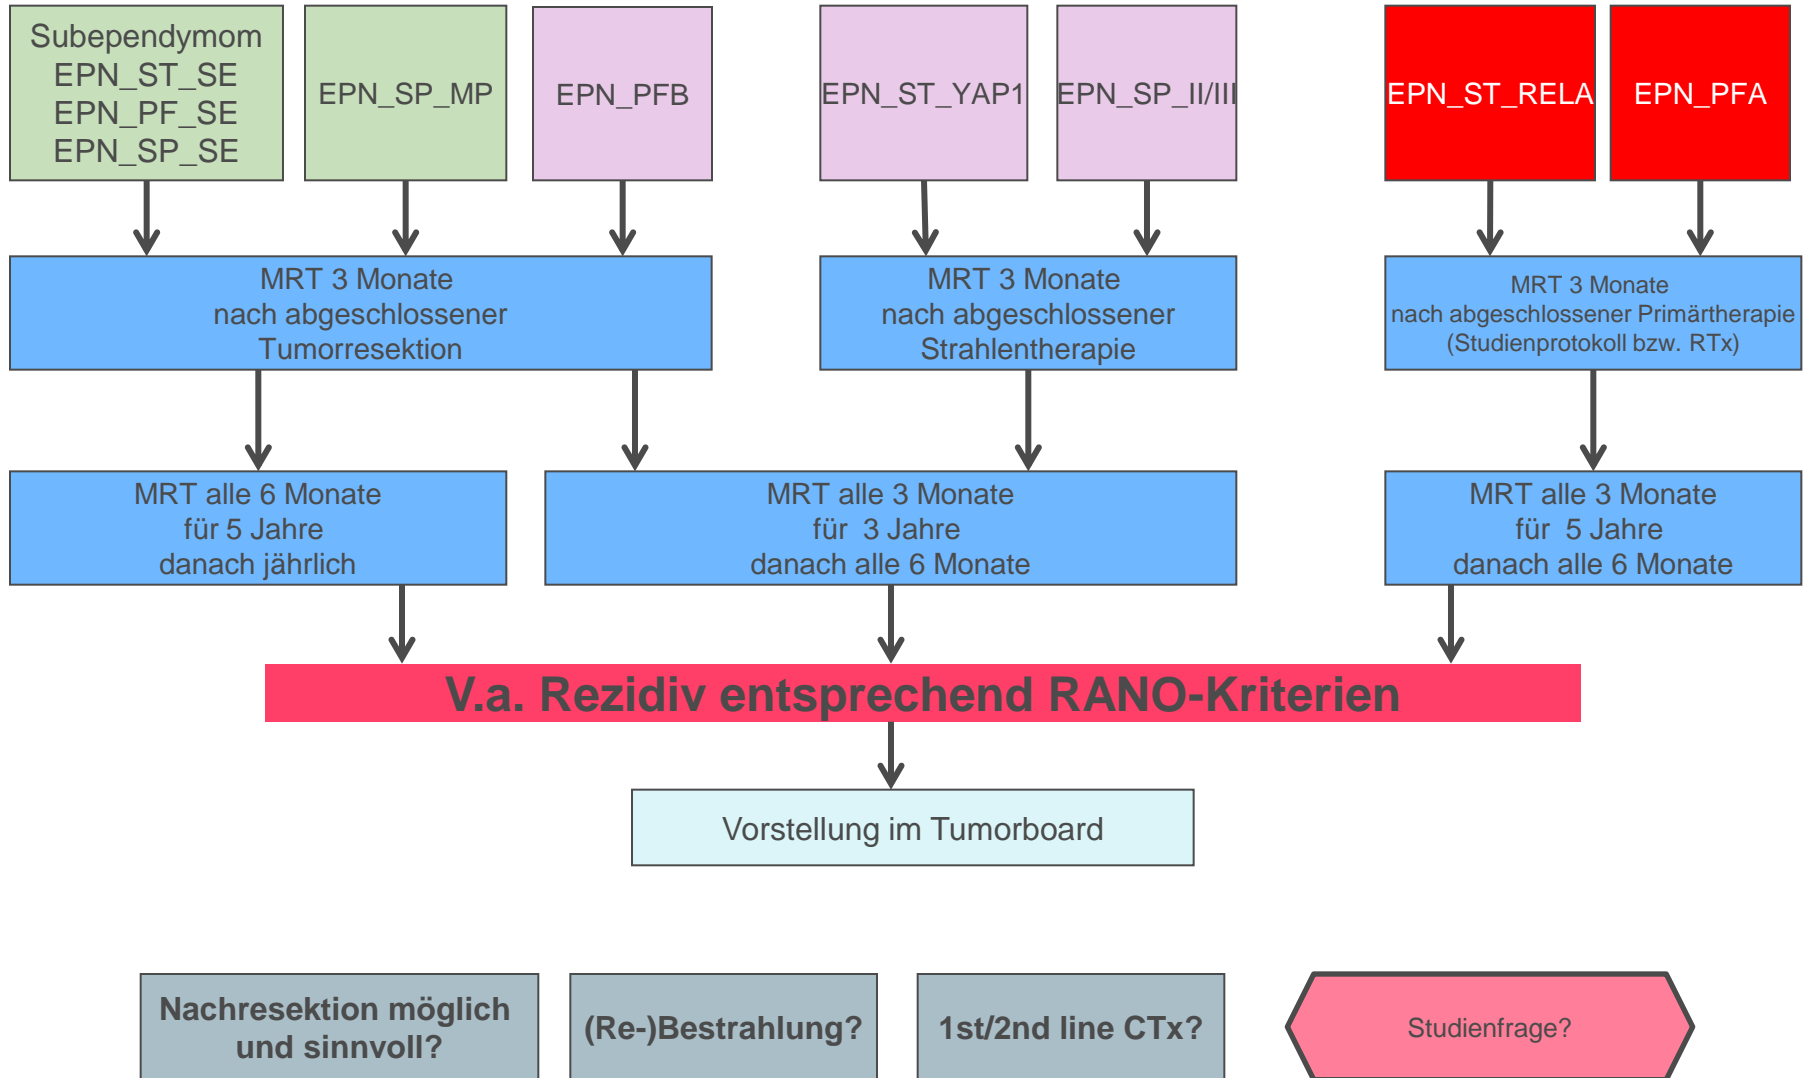 Subependymom
EPN_ST_SE
EPN_PF_SE
EPN_SP_SE
EPN_SP_MP
EPN_PFB
EPN_ST_YAP1
EPN_SP_II/III
EPN_ST_RELA
EPN_PFA
MRT 3 Monate
nach abgeschlossener
Tumorresektion
MRT 3 Monate
nach abgeschlossener
Strahlentherapie
MRT 3 Monate
nach abgeschlossener Primärtherapie
(Studienprotokoll bzw. RTx)
MRT alle 6 Monate
für 5 Jahre
danach jährlich
MRT alle 3 Monate
für 3 Jahre
danach alle 6 Monate
MRT alle 3 Monate
für 5 Jahre
danach alle 6 Monate
V.a. Rezidiv entsprechend RANO-Kriterien
Vorstellung im Tumorboard
Nachresektion möglich
und sinnvoll?
(Re-)Bestrahlung?
1st/2nd line CTx?
Studienfrage?